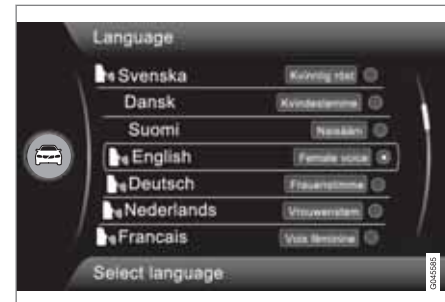 Language
Svenska Kvinnlig röst
Dansk Kvindestemme
Suomi Naisääni
English Female voice
Deutsch Frauenstimme
Nederlands Vrouwenstem
Francais Voix féminine
Select language
G045585